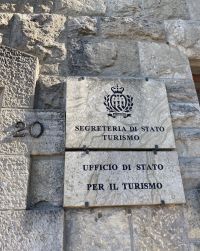 20
SEGRETERIA DI STATO
TURISMO
UFFICIO DI STATO
PER IL TURISMO